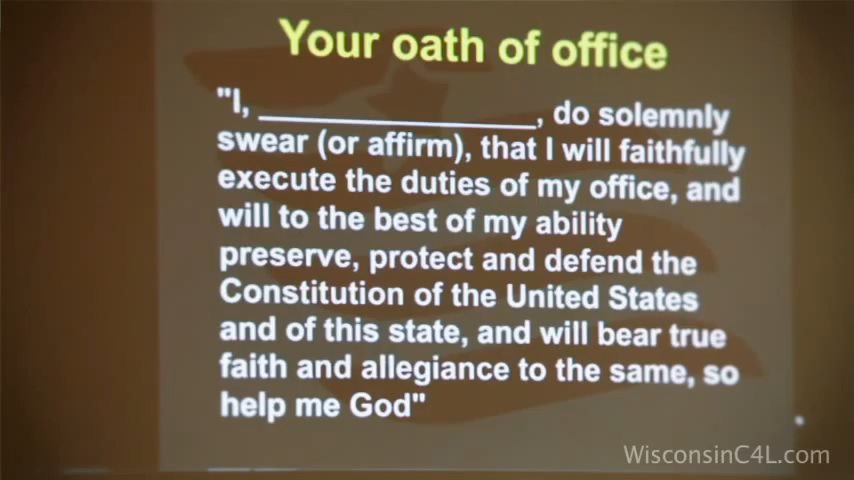 Your oath of office
"I, ____________________, do solemnly
swear (or affirm), that I will faithfully
execute the duties of my office, and
will to the best of my ability
preserve, protect and defend the
Constitution of the United States
and of this state, and will bear true
faith and allegiance to the same, so
help me God"
WisconsinC4L.com